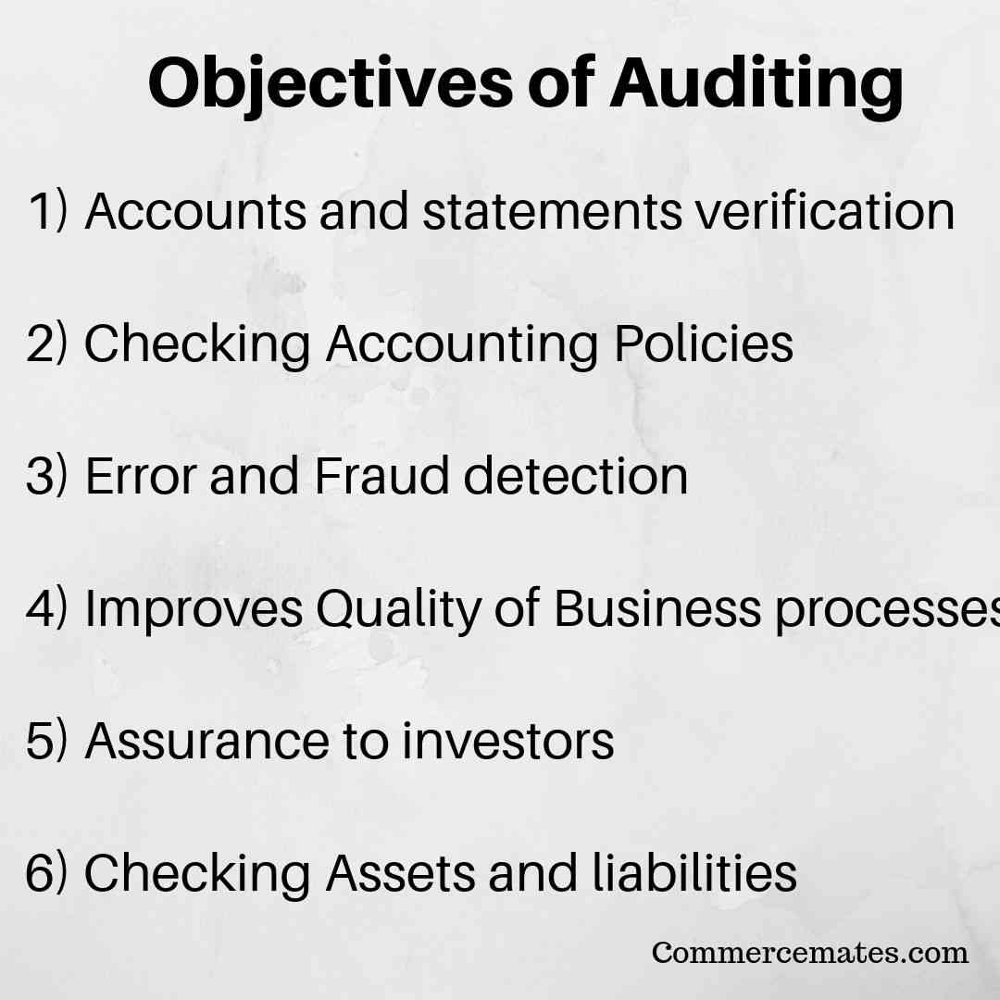 Objectives of Auditing
1) Accounts and statements verification
2) Checking Accounting Policies
3) Error and Fraud detection
4) Improves Quality of Business processes
5) Assurance to investors
6) Checking Assets and liabilities
Commercemates.com